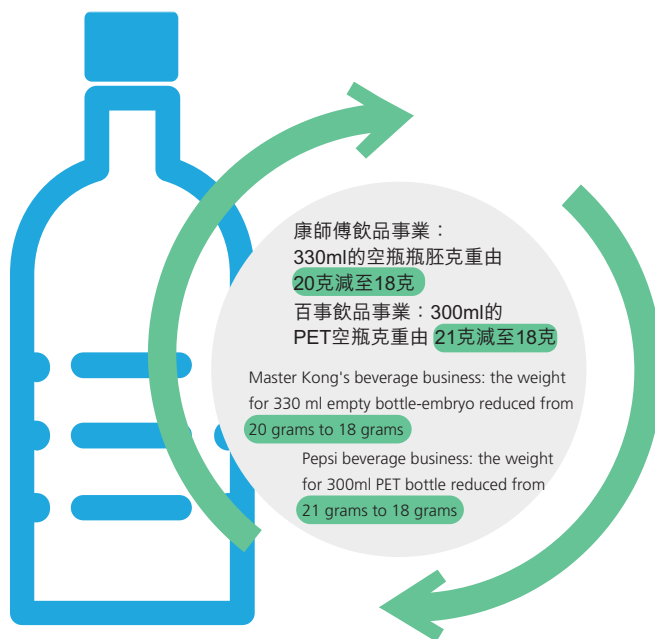 康師傅飲品事業：
330ml的空瓶瓶胚克重由
20克減至18克
百事飲品事業：300ml的
PET空瓶克重由 21克減至18克
Master Kong's beverage business: the weight
for 330 ml empty bottle-embryo reduced from
20 grams to 18 grams
Pepsi beverage business: the weight
for 300ml PET bottle reduced from
21 grams to 18 grams